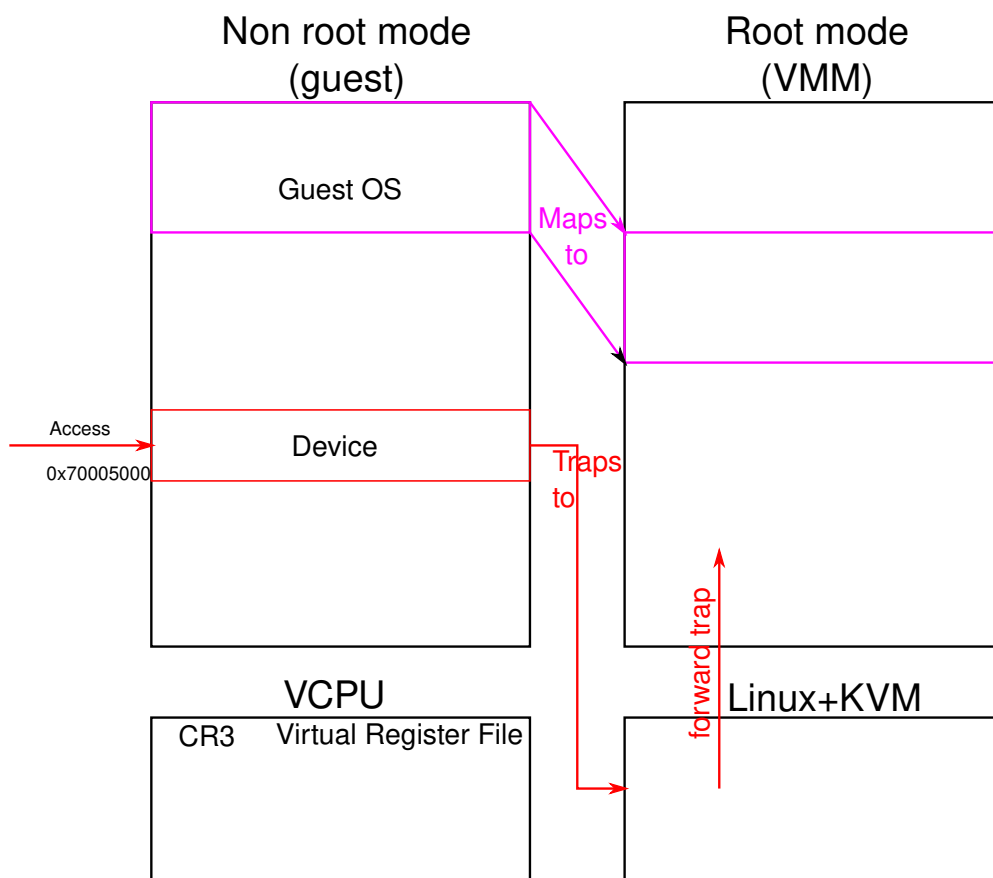 Non root mode
(guest)
Root mode
(VMM)
Guest OS
Maps
to
Access
0x70005000
Device
Traps
to
forward trap
VCPU
Linux+KVM
CR3
Virtual Register File